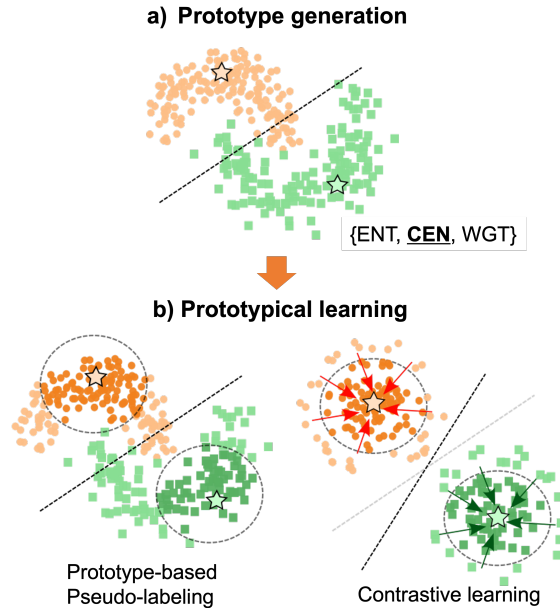 a) Prototype generation
{ENT, CEN, WGT}
b) Prototypical learning
Prototype-based
Pseudo-labeling
Contrastive learning